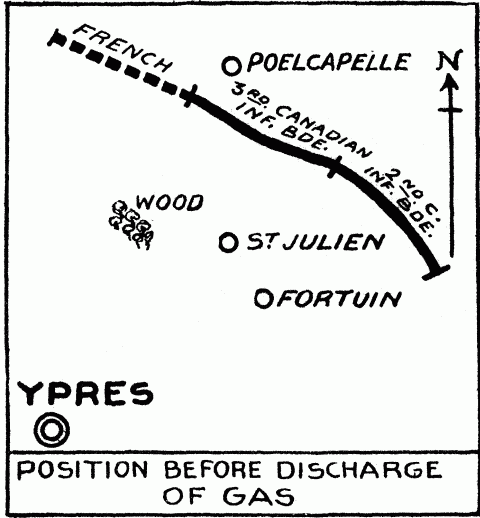 FRENCH
POELCAPELLE
N
3RD. CANADIAN
INF. BDE.
2ND. C.
INF. BDE.
WOOD
ST JULIEN
FORTUIN
YPRES
POSITION BEFORE DISCHARGE
OF GAS